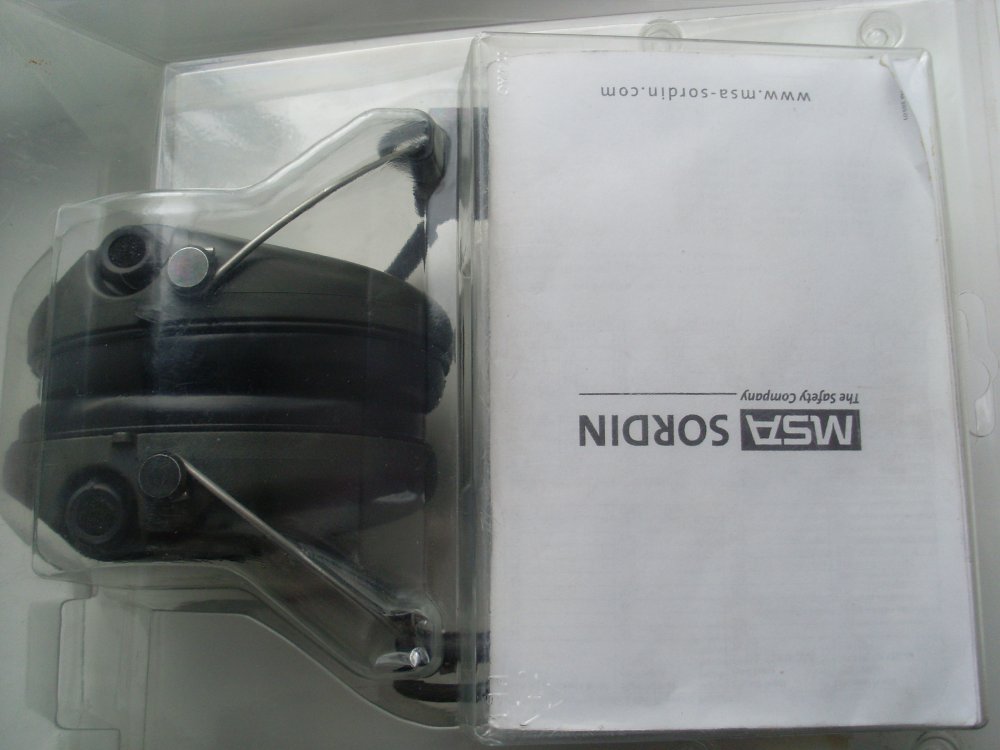 MSA SORDIN
The Safety Company
www.msa-sordin.com